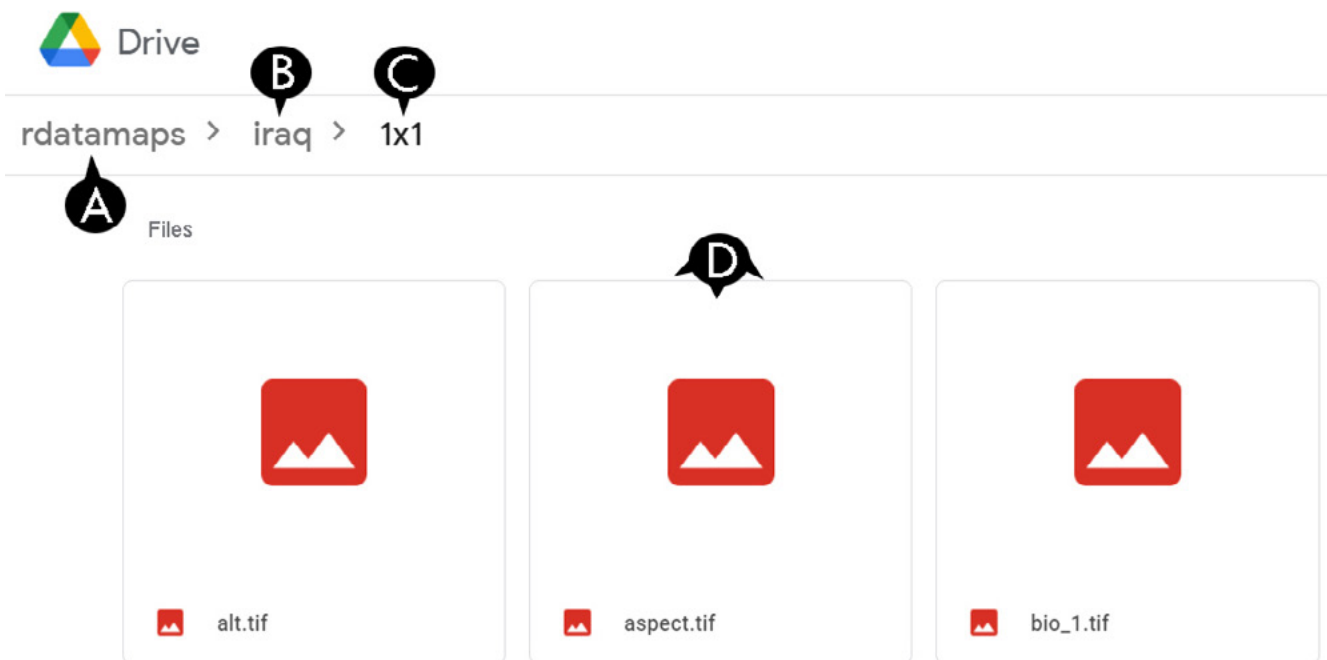 Drive
B C
rdatamaps > iraq > 1x1
A
Files
D
alt.tif aspect.tif bio_1.tif